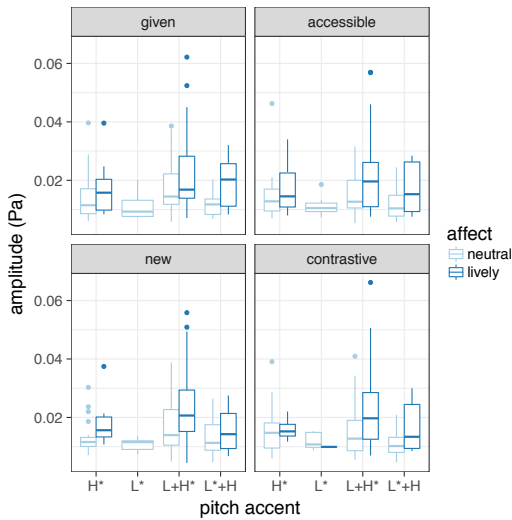 given
accessible
0.06
0.04
0.02
new
contrastive
0.06
0.04
0.02
H*
L*
L+H*
L*+H
H*
L*
L+H*
L*+H
pitch accent
amplitude (Pa)
affect
neutral
lively